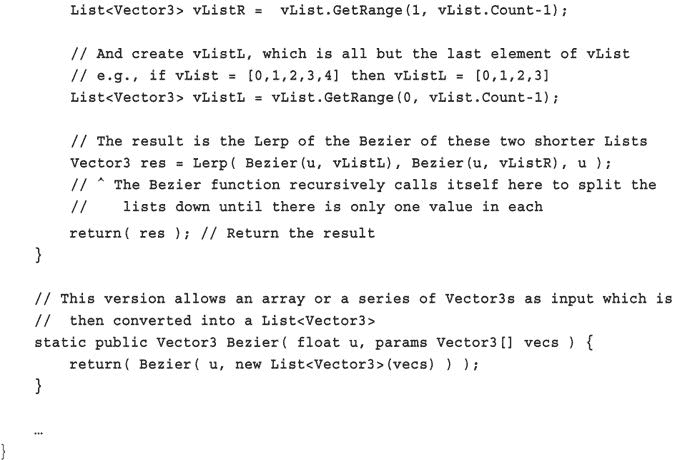 List<Vector3> vListR =  vList.GetRange(1, vList.Count-1);
// And create vListL, which is all but the last element of vList
// e.g., if vList = [0,1,2,3,4] then vListL = [0,1,2,3]
List<Vector3> vListL = vList.GetRange(0, vList.Count-1);
// The result is the Lerp of the Bezier of these two shorter Lists
Vector3 res = Lerp( Bezier(u, vListL), Bezier(u, vListR), u );
// ^ The Bezier function recursively calls itself here to split the
//    lists down until there is only one value in each
return( res ); // Return the result
}
// This version allows an array or a series of Vector3s as input which is
//  then converted into a List<Vector3>
static public Vector3 Bezier( float u, params Vector3[] vecs ) {
return( Bezier( u, new List<Vector3>(vecs) ) );
}
…
}